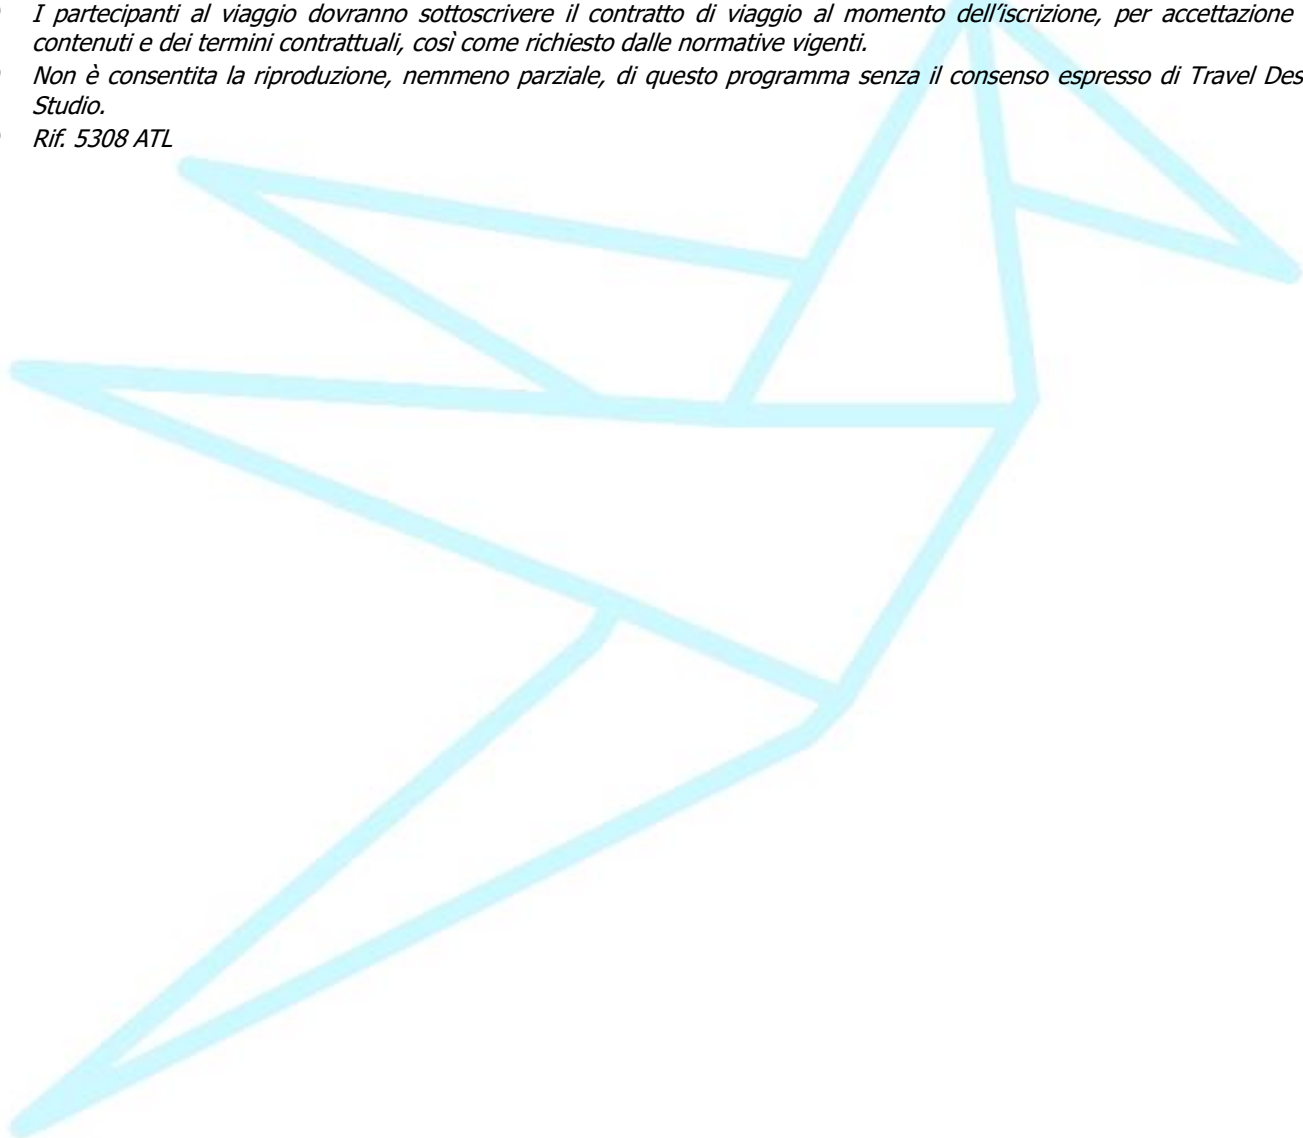 I partecipanti al viaggio dovranno sottoscrivere il contratto di viaggio al momento dell’iscrizione, per accettazione
contenuti e dei termini contrattuali, così come richiesto dalle normative vigenti.
Non è consentita la riproduzione, nemmeno parziale, di questo programma senza il consenso espresso di Travel Des
Studio.
Rif. 5308 ATL